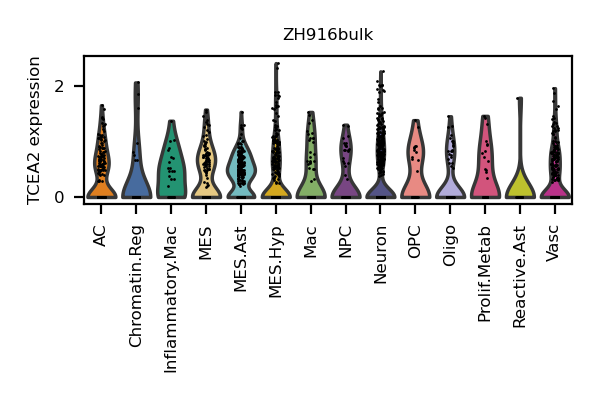 ZH916bulk
TCEA2 expression
2
0
AC
Chromatin.Reg
Inflammatory.Mac
MES
MES.Ast
MES.Hyp
Mac
NPC
Neuron
OPC
Oligo
Prolif.Metab
Reactive.Ast
Vasc